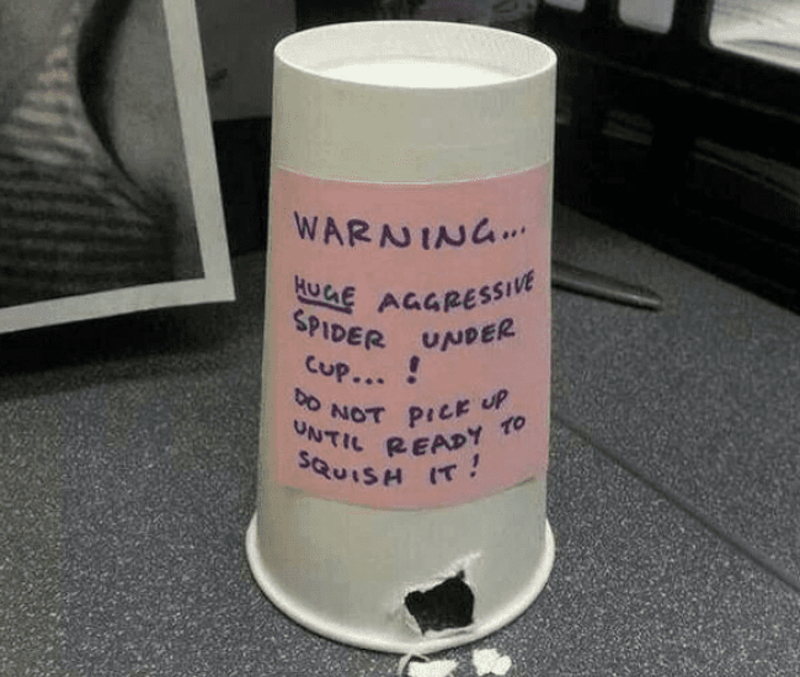 WARNING...
HUGE AGGRESSIVE
SPIDER UNDER
CUP... !
DO NOT PICK UP
UNTIL READY TO
SQUISH IT!